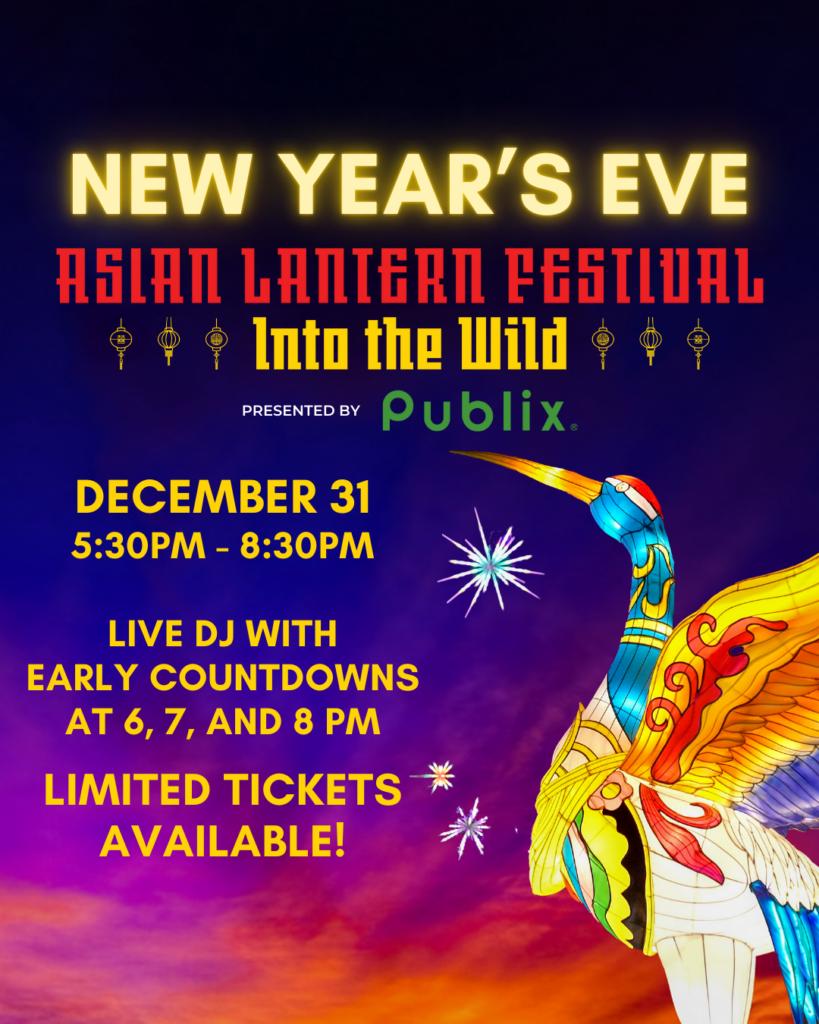 NEW YEAR’S EVE
ASIAN LANTERN FESTIVAL
Into the Wild
PRESENTED BY Publix®
DECEMBER 31
5:30PM - 8:30PM
LIVE DJ WITH
EARLY COUNTDOWNS
AT 6, 7, AND 8 PM
LIMITED TICKETS
AVAILABLE!